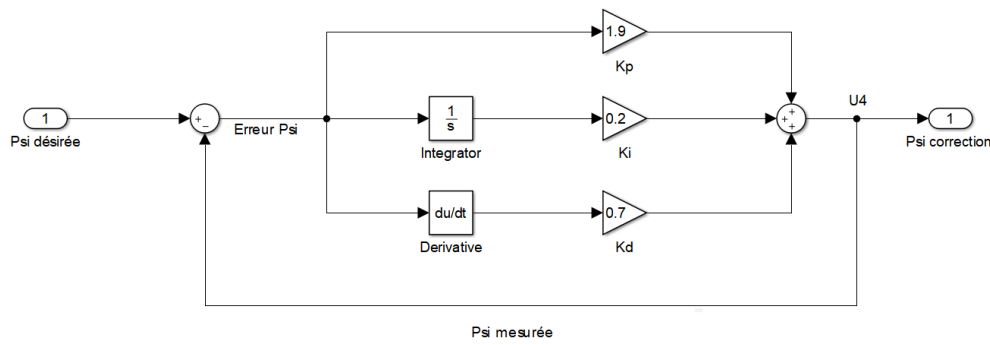 1.9
Kp
U4
1
Psi désirée
+
−
Erreur Psi
1
s
Integrator
0.2
Ki
+
+
+
1
Psi correction
du/dt
Derivative
0.7
Kd
Psi mesurée